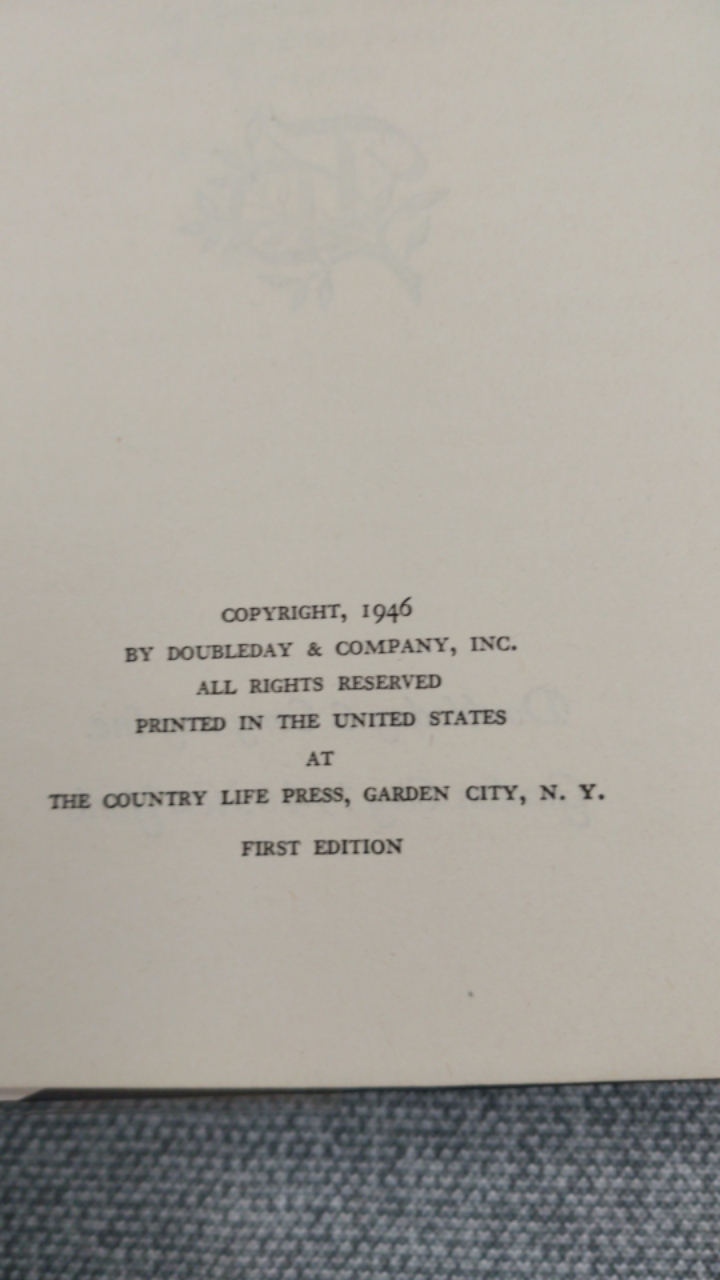 COPYRIGHT, 1946
BY DOUBLEDAY & COMPANY, INC.
ALL RIGHTS RESERVED
PRINTED IN THE UNITED STATES
AT
THE COUNTRY LIFE PRESS, GARDEN CITY, N. Y.
FIRST EDITION